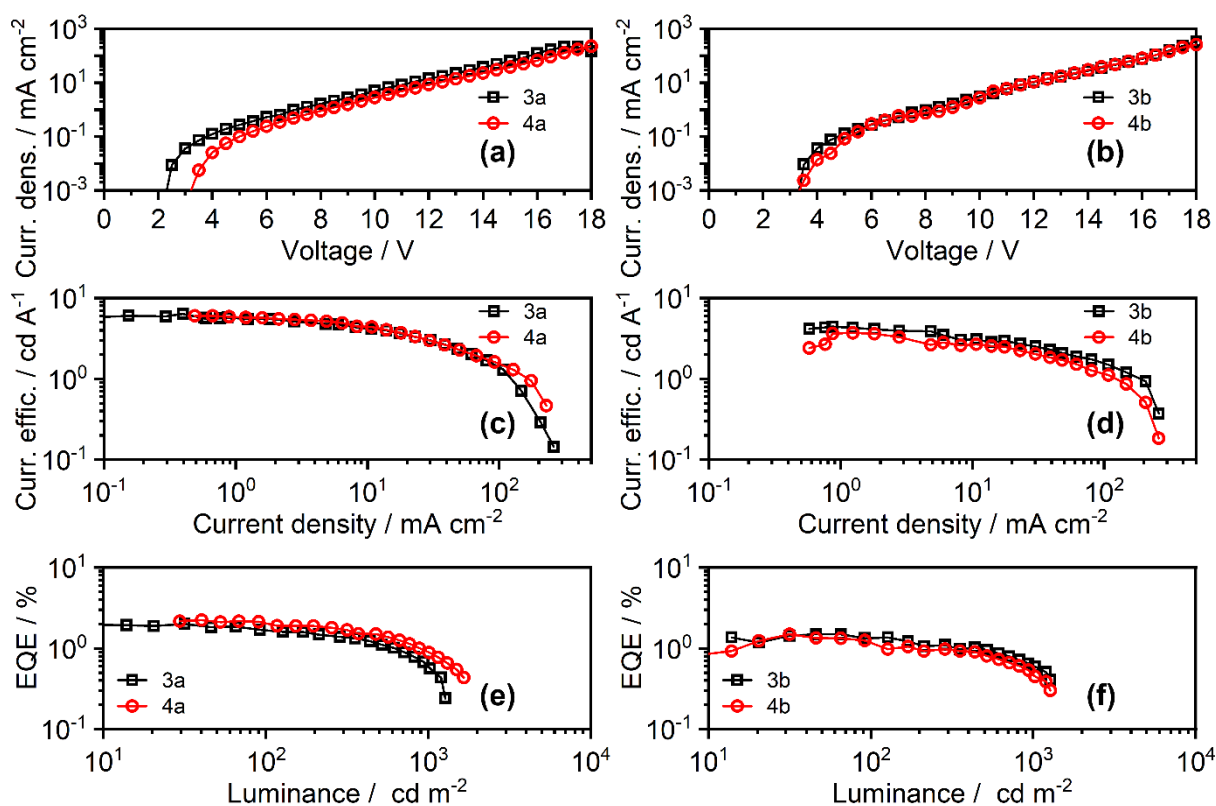 Curr. dens. / mA cm-2
10³
10¹
10-1
10-3
3a
4a
(a)
0 2 4 6 8 10 12 14 16 18
Voltage / V
Curr. dens. / mA cm-2
10³
10¹
10-1
10-3
3b
4b
(b)
0 2 4 6 8 10 12 14 16 18
Voltage / V
Curr. effic. / cd A-1
10¹
10⁰
10-1
3a
4a
(c)
10-1 10⁰ 10¹ 10²
Current density / mA cm-2
Curr. effic. / cd A-1
10¹
10⁰
10-1
3b
4b
(d)
10-1 10⁰ 10¹ 10²
Current density / mA cm-2
EQE / %
10¹
10⁰
10-1
3a
4a
(e)
10¹ 10² 10³ 10⁴
Luminance / cd m-2
EQE / %
10¹
10⁰
10-1
3b
4b
(f)
10¹ 10² 10³ 10⁴
Luminance / cd m-2